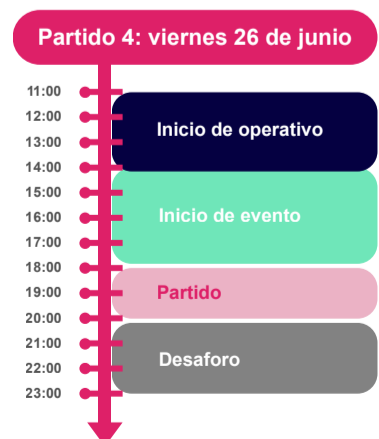 Partido 4: viernes 26 de junio
11:00
12:00
Inicio de operativo
13:00
14:00
15:00
Inicio de evento
16:00
17:00
18:00
Partido
19:00
20:00
21:00
Desaforo
22:00
23:00